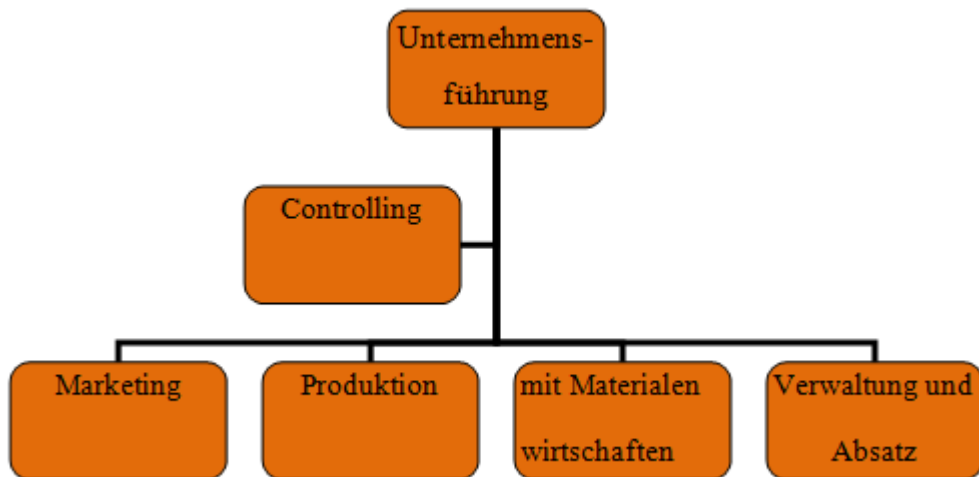 Unternehmens-
führung
Controlling
Marketing
Produktion
mit Materialen
wirtschaften
Verwaltung und
Absatz